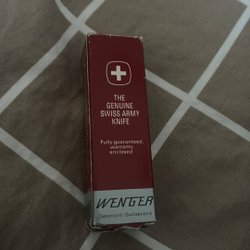 THE
GENUINE
SWISS ARMY
KNIFE
Fully guaranteed,
warranty
enclosed
WENGER
Delémont / Switzerland